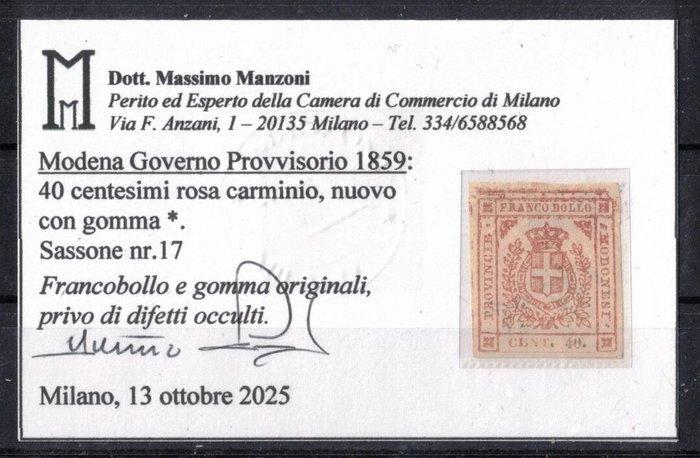 Dott. Massimo Manzoni
Perito ed Esperto della Camera di Commercio di Milano
Via F. Anzani, 1 – 20135 Milano – Tel. 334/6588568
Modena Governo Provvisorio 1859:
40 centesimi rosa carminio, nuovo
con gomma *.
Sassone nr.17
Francobollo e gomma originali,
privo di difetti occulti.
Milano, 13 ottobre 2025
FRANCO BOLLO
PROVINCIE
MODONESI
CENT. 40.